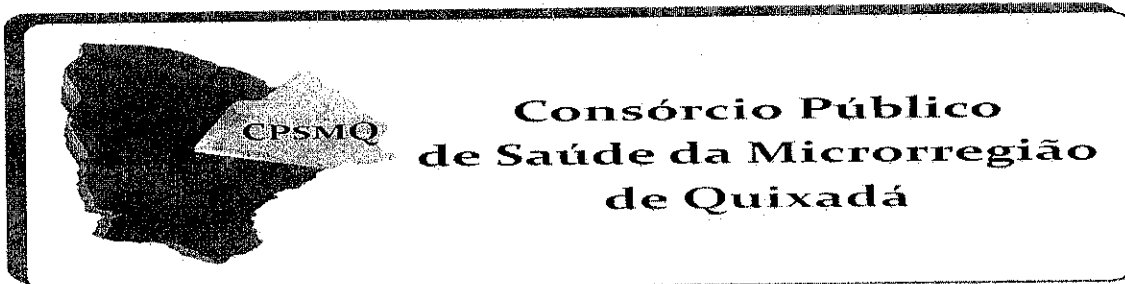 CPSMQ
Consórcio Público
de Saúde da Microrregião
de Quixadá